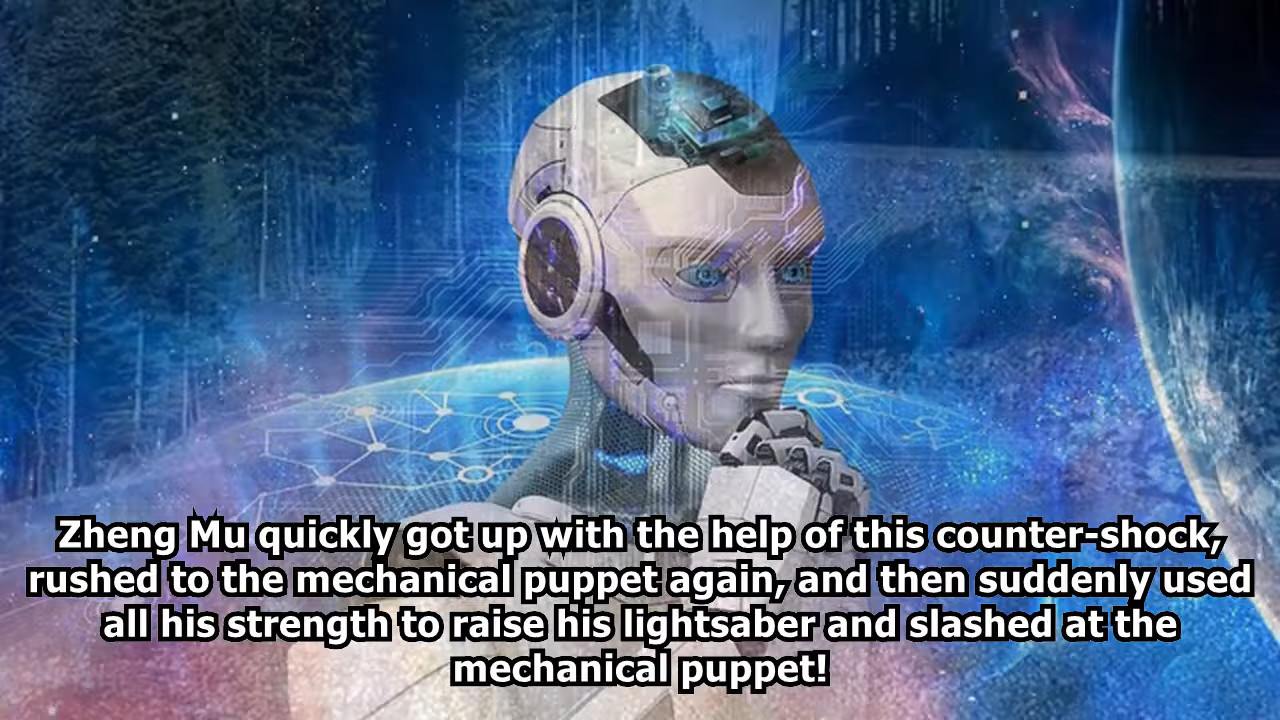 Zheng Mu quickly got up with the help of this counter-shock,
rushed to the mechanical puppet again, and then suddenly used
all his strength to raise his lightsaber and slashed at the
mechanical puppet!